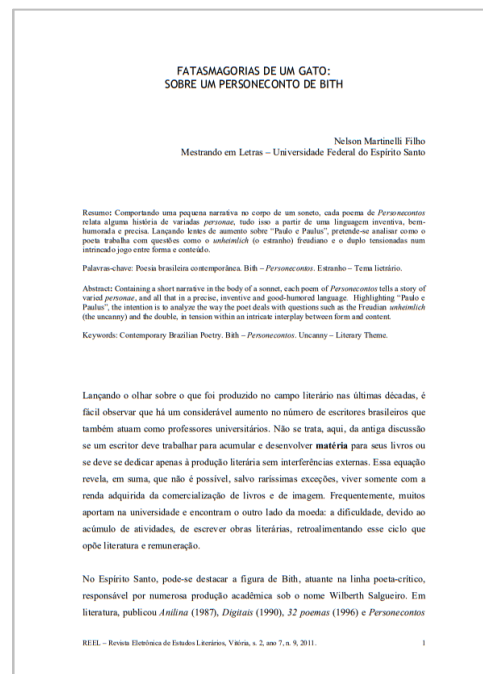 FATASMAGORIAS DE UM GATO:
SOBRE UM PERSONECONTO DE BITH
Nelson Martinelli Filho
Mestrando em Letras – Universidade Federal do Espírito Santo
Resumo: Comportando uma pequena narrativa no corpo de um soneto, cada poema de Personecontos
relata alguma história de variadas personae, tudo isso a partir de uma linguagem inventiva, bem-
humorada e precisa. Lançando lentes de aumento sobre "Paulo e Paulus", pretende-se analisar como o
poeta trabalha com questões como o unheimlich (o estranho) freudiano e o duplo tensionadas num
intrincado jogo entre forma e conteúdo.
Palavras-chave: Poesia brasileira contemporânea. Bith – Personecontos. Estranho – Tema literário.
Abstract: Containing a short narrative in the body of a sonnet, each poem of Personecontos tells a story of
varied personae, and all that in a precise, inventive and good-humored language. Highlighting "Paulo e
Paulus", the intention is to analyze the way the poet deals with questions such as the Freudian unheimlich
(the uncanny) and the double, in tension within an intricate interplay between form and content.
Keywords: Contemporary Brazilian Poetry. Bith – Personecontos. Uncanny – Literary Theme.
Lançando o olhar sobre o que foi produzido no campo literário nas últimas décadas, é
fácil observar que há um considerável aumento no número de escritores brasileiros que
também atuam como professores universitários. Não se trata, aqui, da antiga discussão
se um escritor deve trabalhar para acumular e desenvolver matéria para seus livros ou
se deve se dedicar apenas à produção literária sem interferências externas. Essa equação
revela, em suma, que não é possível, salvo raríssimas exceções, viver somente com a
renda adquirida da comercialização de livros e de imagem. Frequentemente, muitos
aportam na universidade e encontram o outro lado da moeda: a dificuldade, devido ao
acúmulo de atividades, de escrever obras literárias, retroalimentando esse ciclo que
opõe literatura e remuneração.
No Espírito Santo, pode-se destacar a figura de Bith, atuante na linha poeta-crítico,
responsável por numerosa produção acadêmica sob o nome Wilberth Salgueiro. Em
literatura, publicou Anilina (1987), Digitais (1990), 32 poemas (1996) e Personecontos
REEL – Revista Eletrônica de Estudos Literários, Vitória, s. 2, ano 7, n. 9, 2011. 1